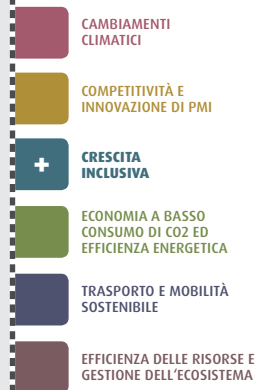 CAMBIAMENTI
CLIMATICI
COMPETITIVITÀ E
INNOVAZIONE DI PMI
+
CRESCITA
INCLUSIVA
ECONOMIA A BASSO
CONSUMO DI CO2 ED
EFFICIENZA ENERGETICA
TRASPORTO E MOBILITÀ
SOSTENIBILE
EFFICIENZA DELLE RISORSE E
GESTIONE DELL'ECOSISTEMA